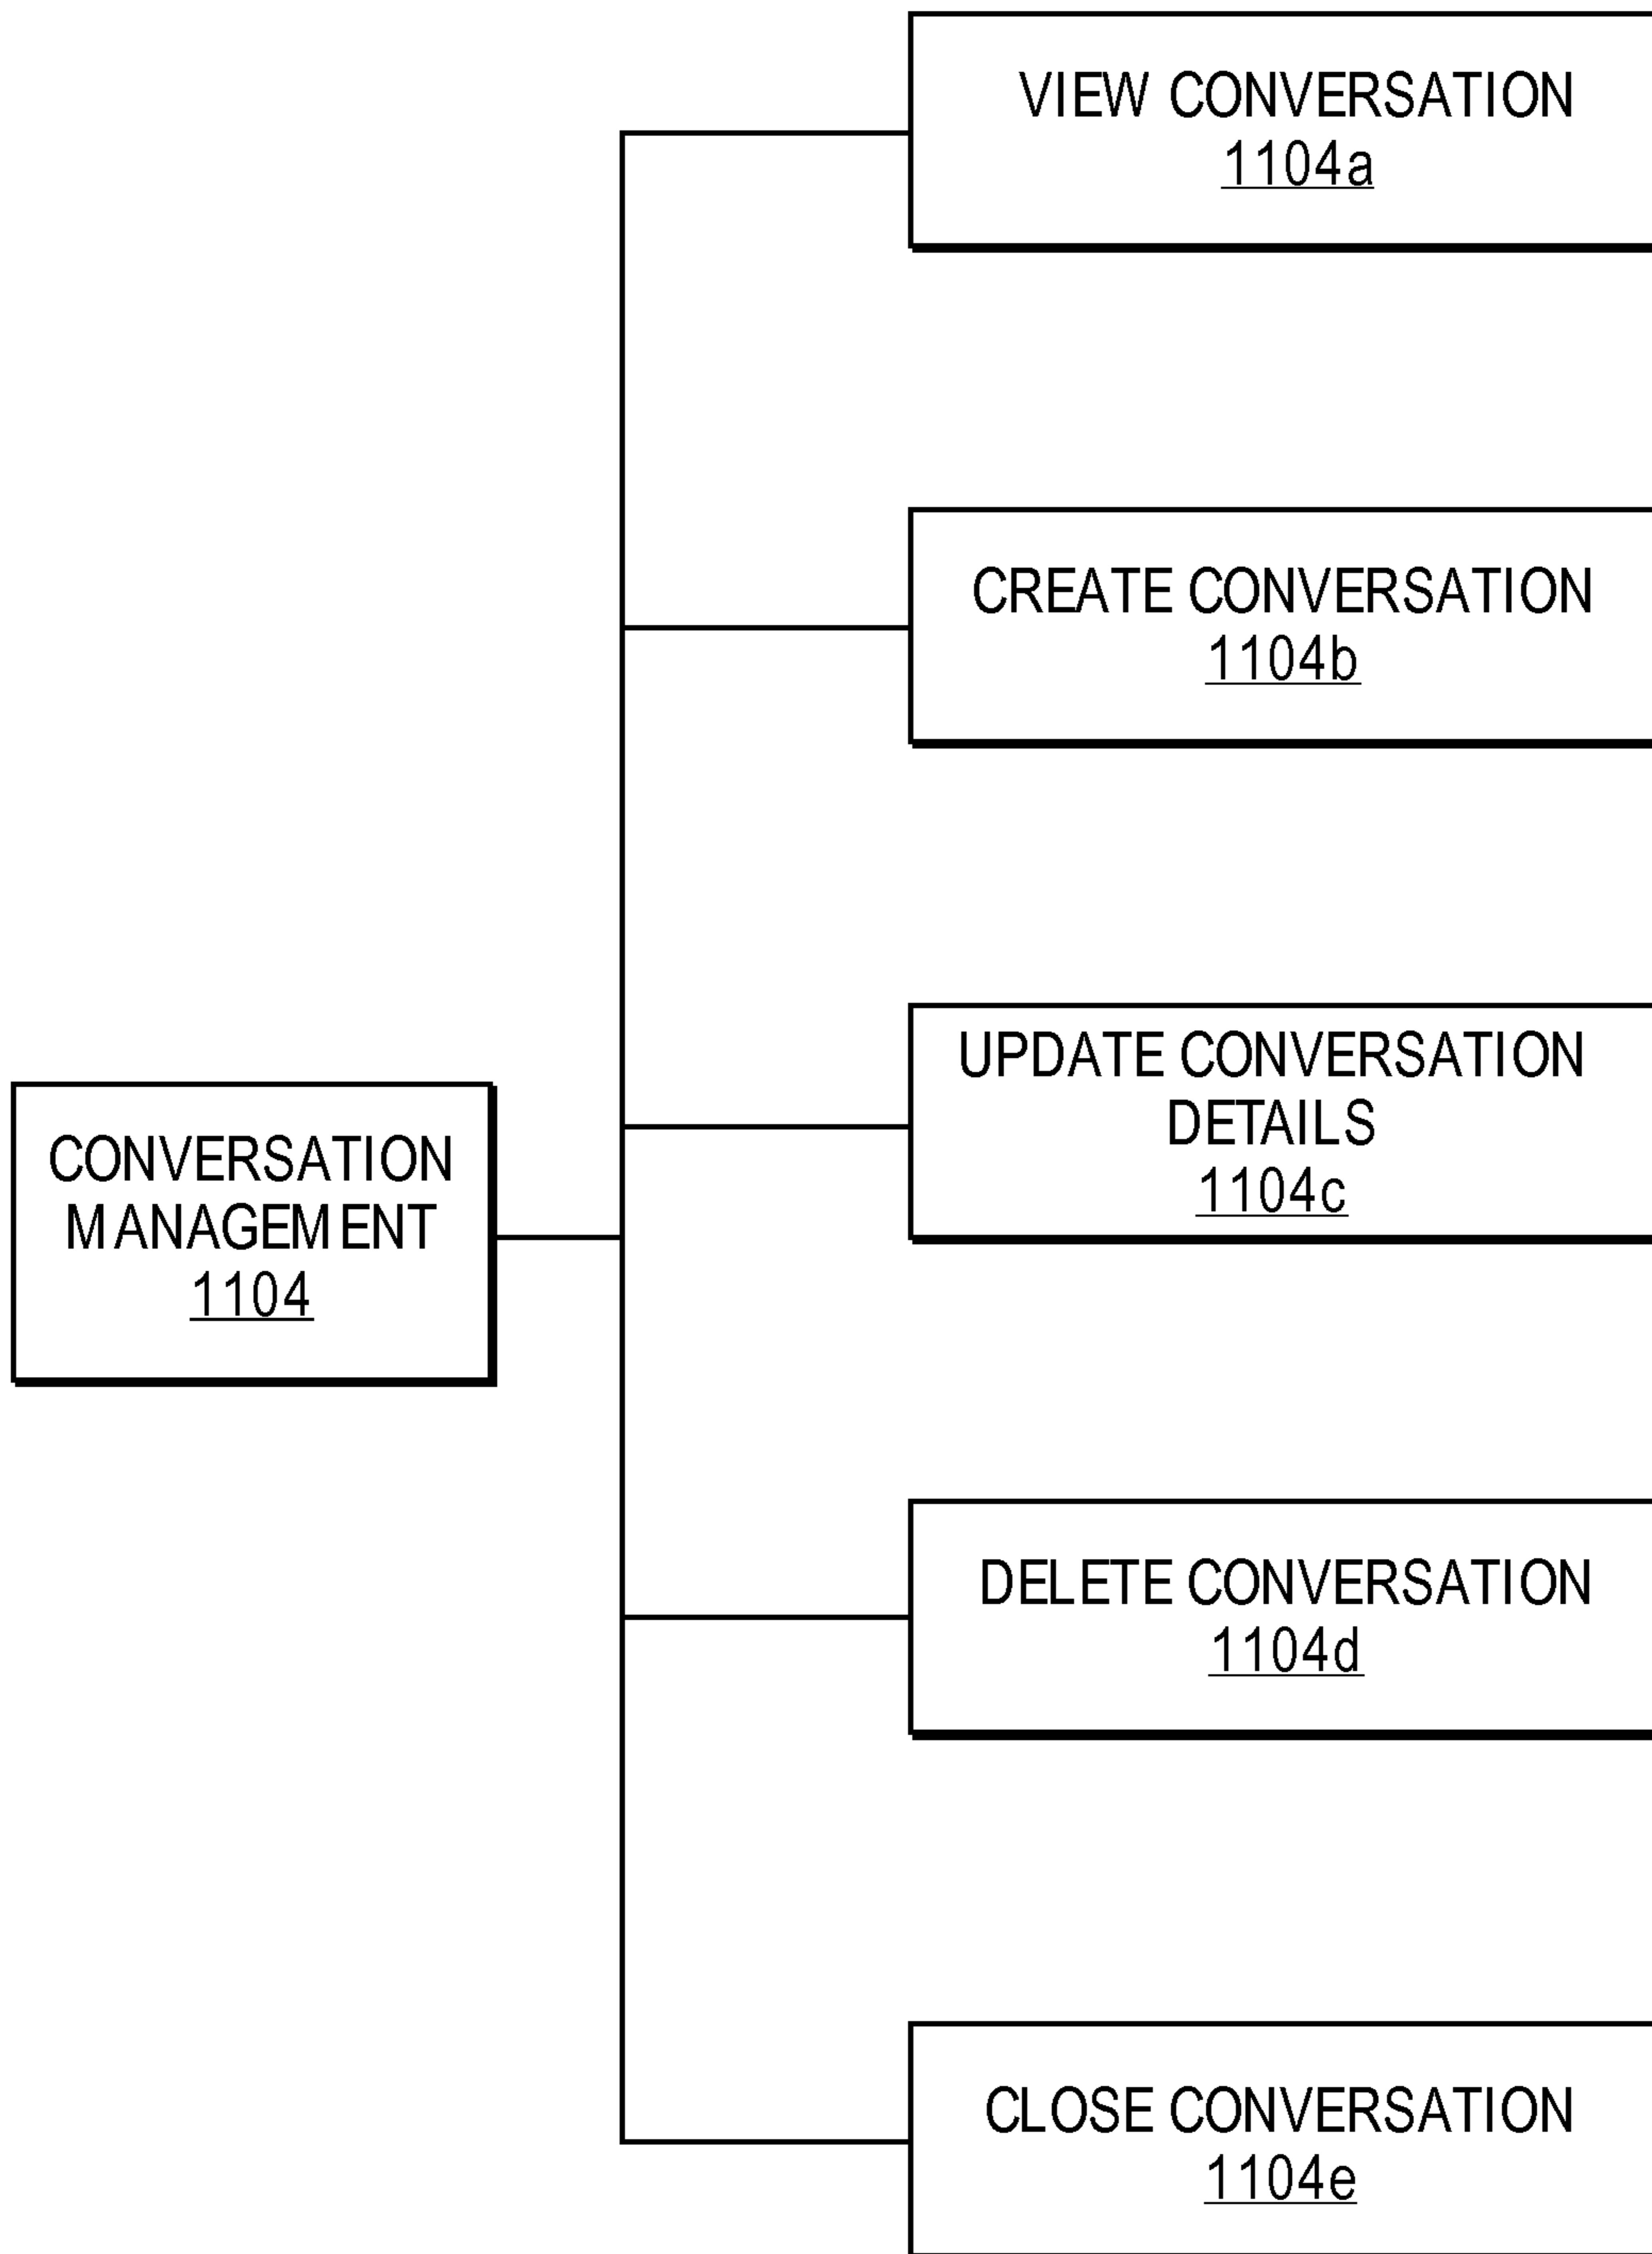 VIEW CONVERSATION
1104a
CREATE CONVERSATION
1104b
UPDATE CONVERSATION
DETAILS
1104c
CONVERSATION
MANAGEMENT
1104
DELETE CONVERSATION
1104d
CLOSE CONVERSATION
1104e